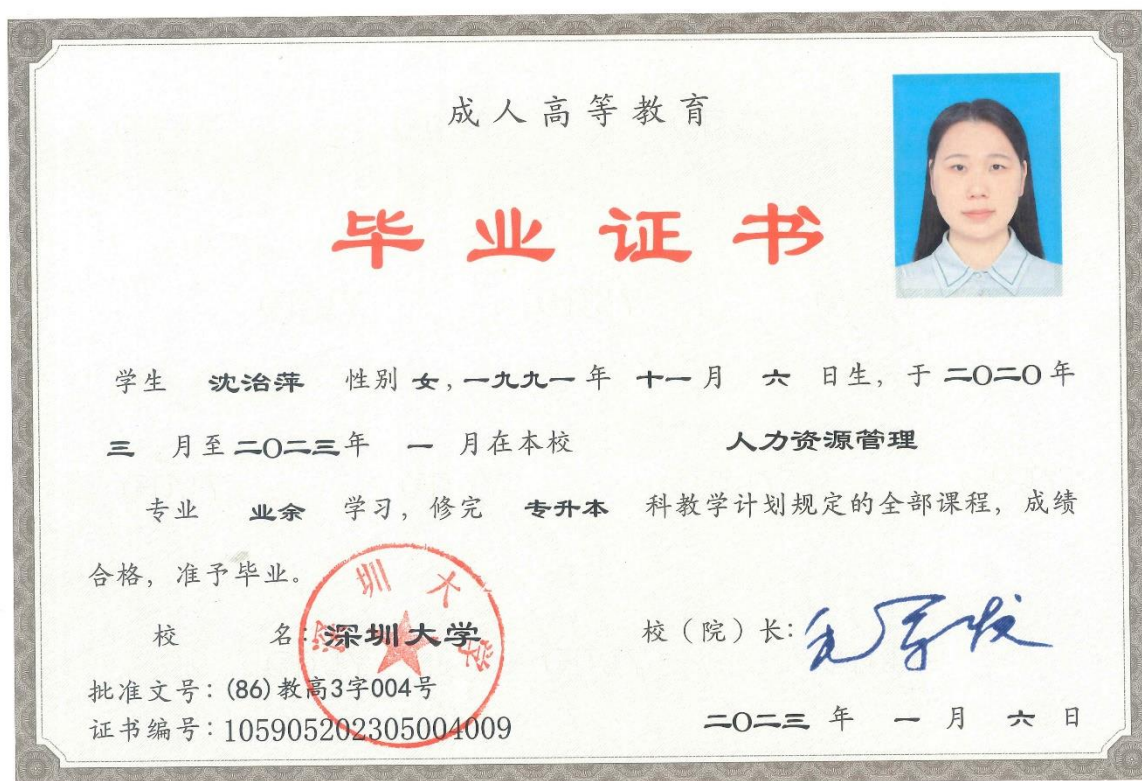 成人高等教育
毕业证书
学生 沈治萍 性别 女,一九九一 年 十一 月 六 日生, 于 二〇二〇 年
三 月至 二〇二三 年 一 月在本校 人力资源管理
专业 业余 学习, 修完 专升本 科教学计划规定的全部课程, 成绩
合格, 准予毕业。
校 名: 深圳大学
深圳大学
校(院)长:
批准文号: (86)教高3字004号
证书编号: 105905202305004009
二〇二三 年 一 月 六 日